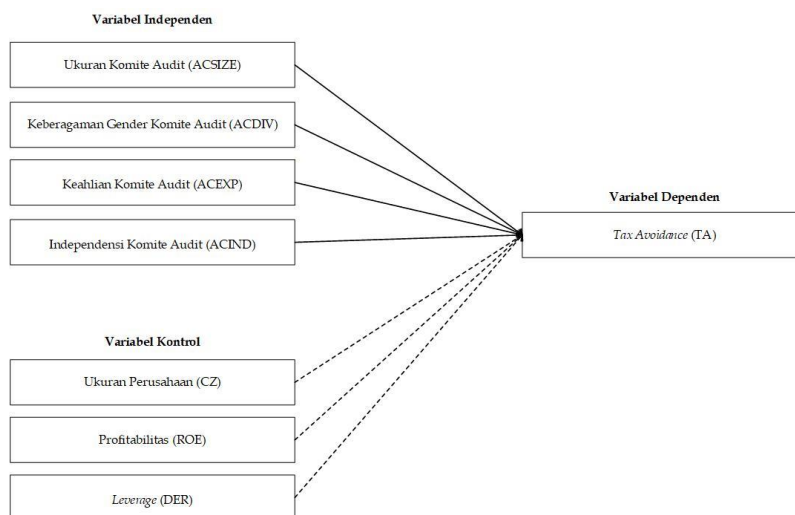 Variabel Independen
Ukuran Komite Audit (ACSIZE)
Keberagaman Gender Komite Audit (ACDIV)
Keahlian Komite Audit (ACEXP)
Independensi Komite Audit (ACIND)
Variabel Dependen
Tax Avoidance (TA)
Variabel Kontrol
Ukuran Perusahaan (CZ)
Profitabilitas (ROE)
Leverage (DER)